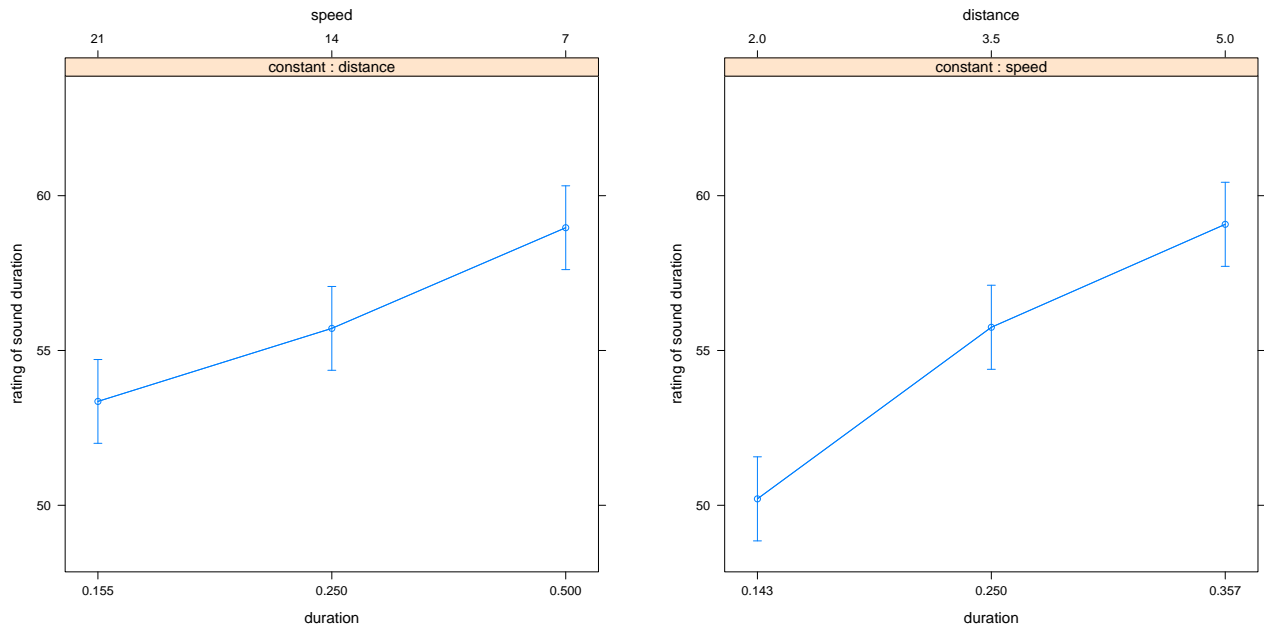 speed
21 14 7
constant : distance
60
55
50
rating of sound duration
0.155 0.250 0.500
duration
distance
2.0 3.5 5.0
constant : speed
60
55
50
rating of sound duration
0.143 0.250 0.357
duration